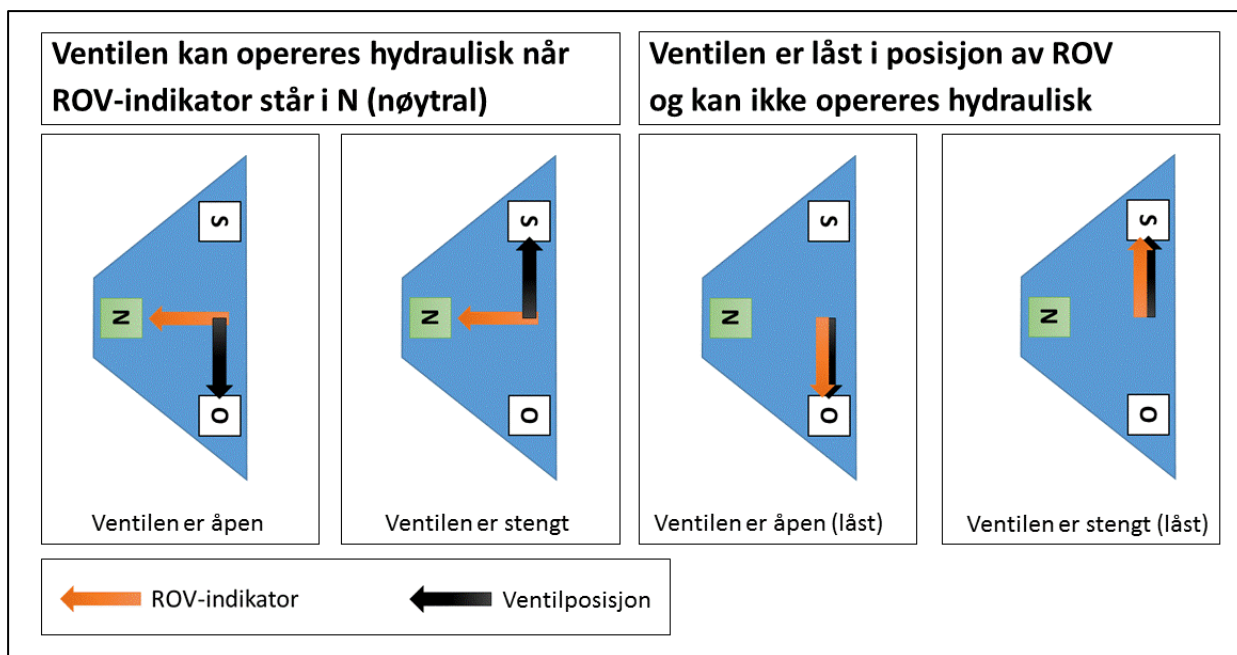 Ventilen kan opereres hydraulisk når
ROV-indikator står i N (nøytral)
Ventilen er låst i posisjon av ROV
og kan ikke opereres hydraulisk
S
N
O
Ventilen er åpen
S
N
O
Ventilen er stengt
S
N
O
Ventilen er åpen (låst)
S
N
O
Ventilen er stengt (låst)
ROV-indikator
Ventilposisjon